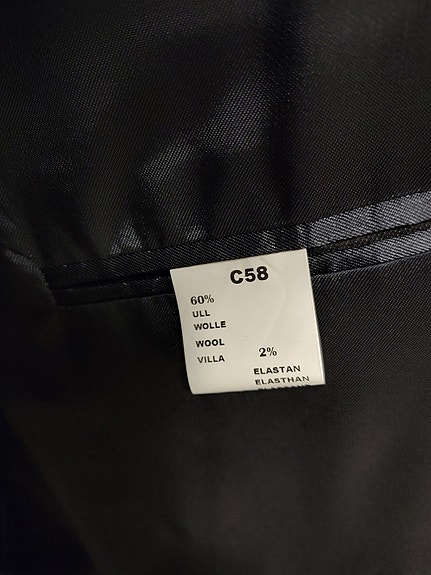 C58
60%
ULL
WOLLE
WOOL
VILLA
2%
ELASTAN
ELASTHAN